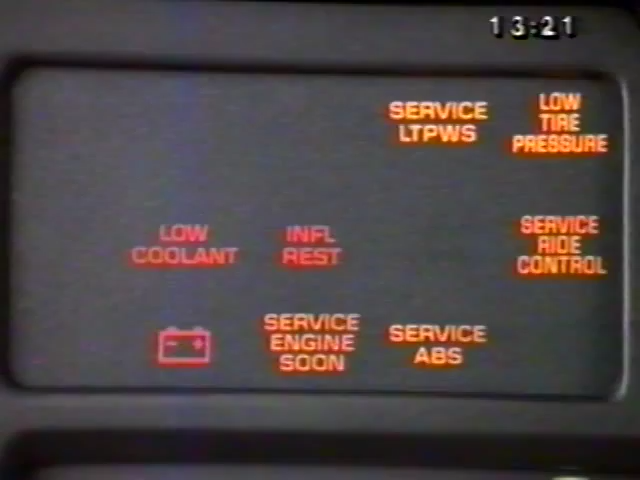 13:21
SERVICE
LTPWS
LOW
TIRE
PRESSURE
LOW
COOLANT
INFL
REST
SERVICE
RIDE
CONTROL
SERVICE
ENGINE
SOON
SERVICE
ABS